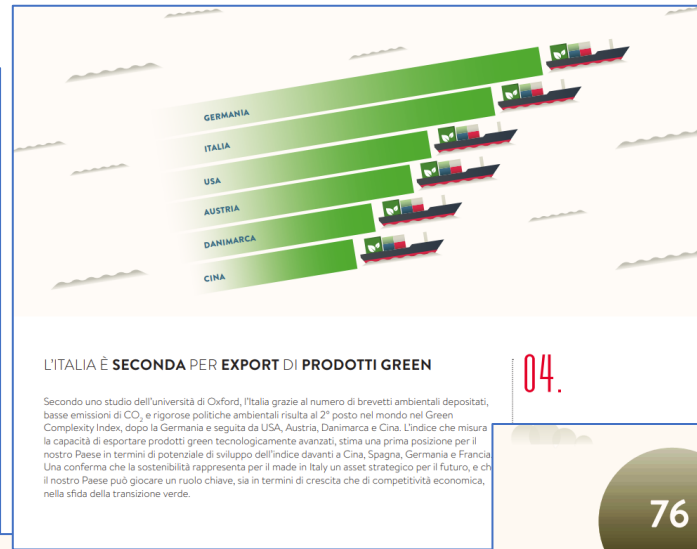 GERMANIA
ITALIA
USA
AUSTRIA
DANIMARCA
CINA
L'ITALIA È SECONDA PER EXPORT DI PRODOTTI GREEN
04.
Secondo uno studio dell'università di Oxford, l'Italia grazie al numero di brevetti ambientali depositati,
basse emissioni di CO₂ e rigorose politiche ambientali risulta al 2° posto nel mondo nel Green
Complexity Index, dopo la Germania e seguita da USA, Austria, Danimarca e Cina. L'indice che misura
la capacità di esportare prodotti green tecnologicamente avanzati, stima una prima posizione per il
nostro Paese in termini di potenziale di sviluppo dell'indice davanti a Cina, Spagna, Germania e Francia
Una conferma che la sostenibilità rappresenta per il made in Italy un asset strategico per il futuro, e
il nostro Paese può giocare un ruolo chiave, sia in termini di crescita che di competitività economica,
nella sfida della transizione verde.
76